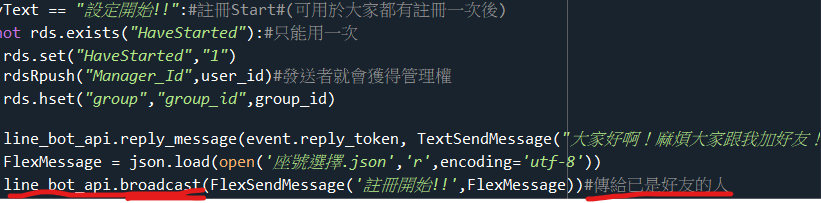 yText == "設定開始!!":#註冊Start#(可用於大家都有註冊一次後)
not rds.exists("HaveStarted"):#只能用一次
rds.set("HaveStarted","1")
rdsRpush("Manager_Id",user_id)#發送者就會獲得管理權
rds.hset("group","group_id",group_id)
line_bot_api.reply_message(event.reply_token, TextSendMessage("大家好啊！麻煩大家跟我加好友！
FlexMessage = json.load(open('座號選擇.json','r',encoding='utf-8'))
line_bot_api.broadcast(FlexSendMessage('註冊開始!!',FlexMessage))#傳給已是好友的人